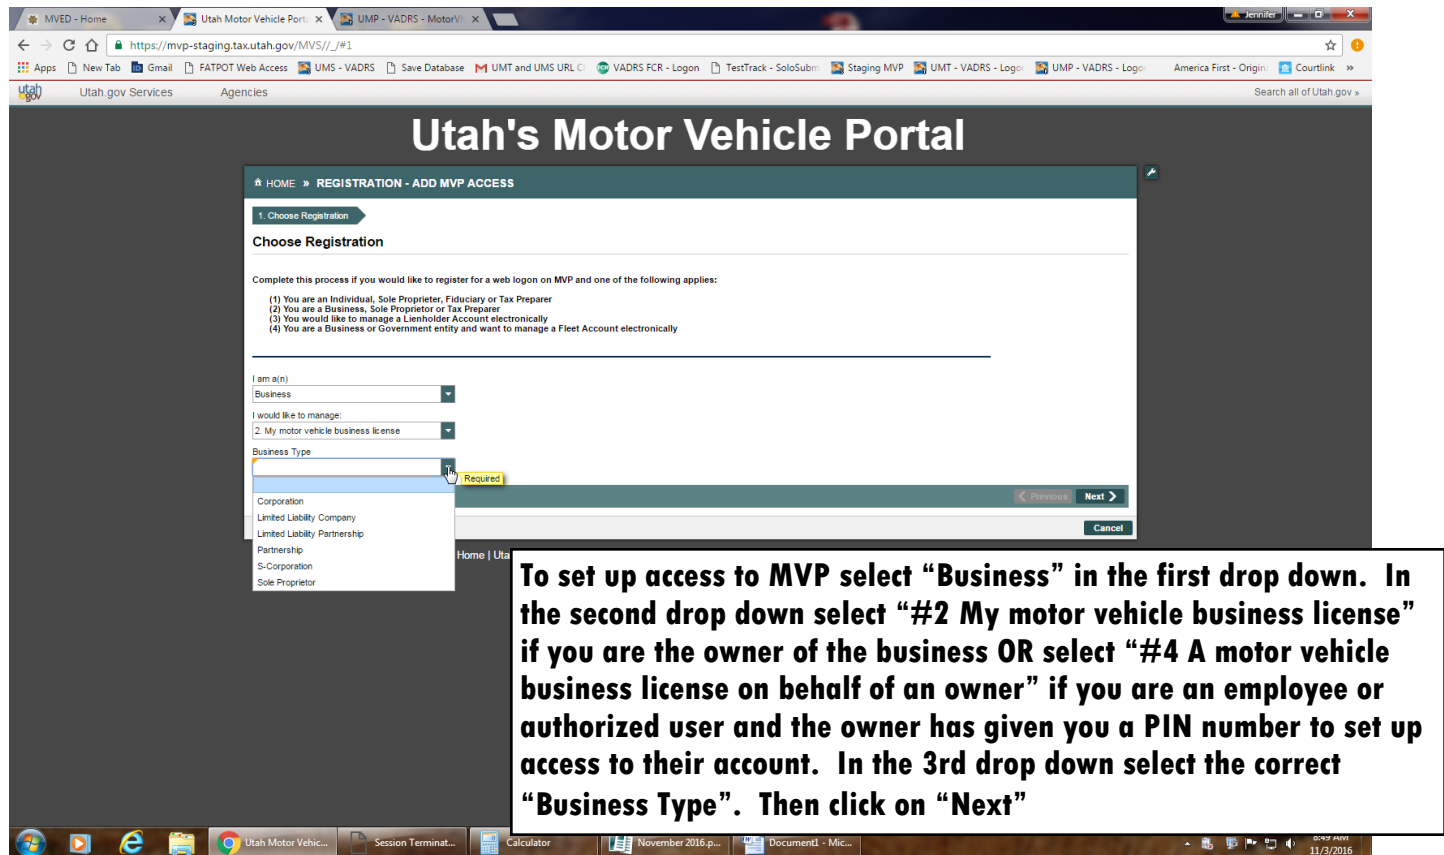 MVED - Home
Utah Motor Vehicle Port
UMP - VADRS - MotorV
Jennifer
https://mvp-staging.tax.utah.gov/MVS//_/#1
Apps New Tab Gmail FATPOT Web Access UMS - VADRS Save Database UMT and UMS URL C VADRS FCR - Logon TestTrack - SoloSubm Staging MVP UMT - VADRS - Logo UMP - VADRS - Logo America First - Origin Courtlink »
utah gov Utah.gov Services Agencies Search all of Utah.gov »
Utah's Motor Vehicle Portal
HOME » REGISTRATION - ADD MVP ACCESS
1. Choose Registration
Choose Registration
Complete this process if you would like to register for a web logon on MVP and one of the following applies:
(1) You are an Individual, Sole Proprieter, Fiduciary or Tax Preparer
(2) You are a Business, Sole Proprietor or Tax Preparer
(3) You would like to manage a Lienholder Account electronically
(4) You are a Business or Government entity and want to manage a Fleet Account electronically
I am a(n)
Business
I would like to manage:
2. My motor vehicle business license
Business Type
Required
Corporation
Limited Liability Company
Limited Liability Partnership
Partnership
S-Corporation
Sole Proprietor
Previous Next
Cancel
Home | Uta
To set up access to MVP select “Business” in the first drop down. In
the second drop down select “#2 My motor vehicle business license”
if you are the owner of the business OR select “#4 A motor vehicle
business license on behalf of an owner” if you are an employee or
authorized user and the owner has given you a PIN number to set up
access to their account. In the 3rd drop down select the correct
“Business Type”. Then click on “Next”
Utah Motor Vehic... Session Terminat... Calculator November 2016.p... Document1 - Mic...
8:49 AM
11/3/2016